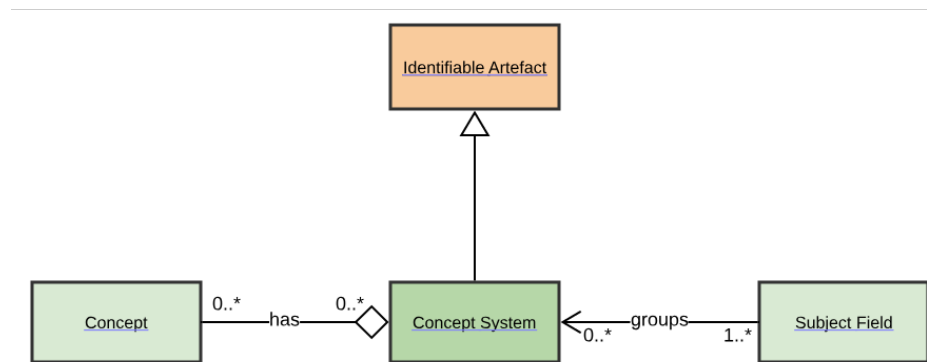 Identifiable Artefact
0..* has 0..*
Concept
Concept System
groups
0..* 1..*
Subject Field